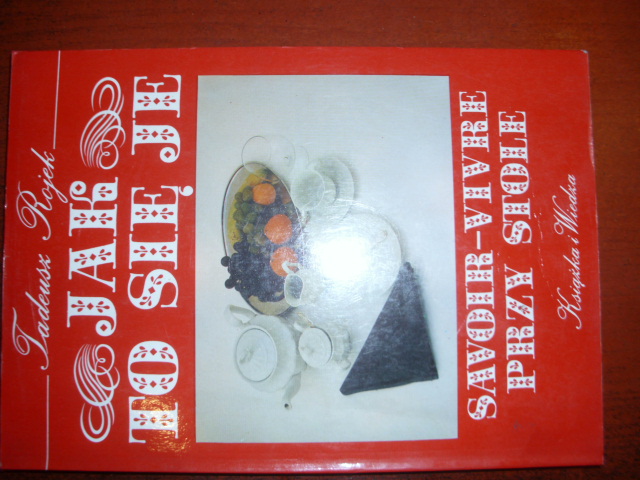 Tadeusz Rojek
JAK
TO SIĘ JE
SAVOIR-VIVRE
PRZY STOLE
Książka i Wiedza